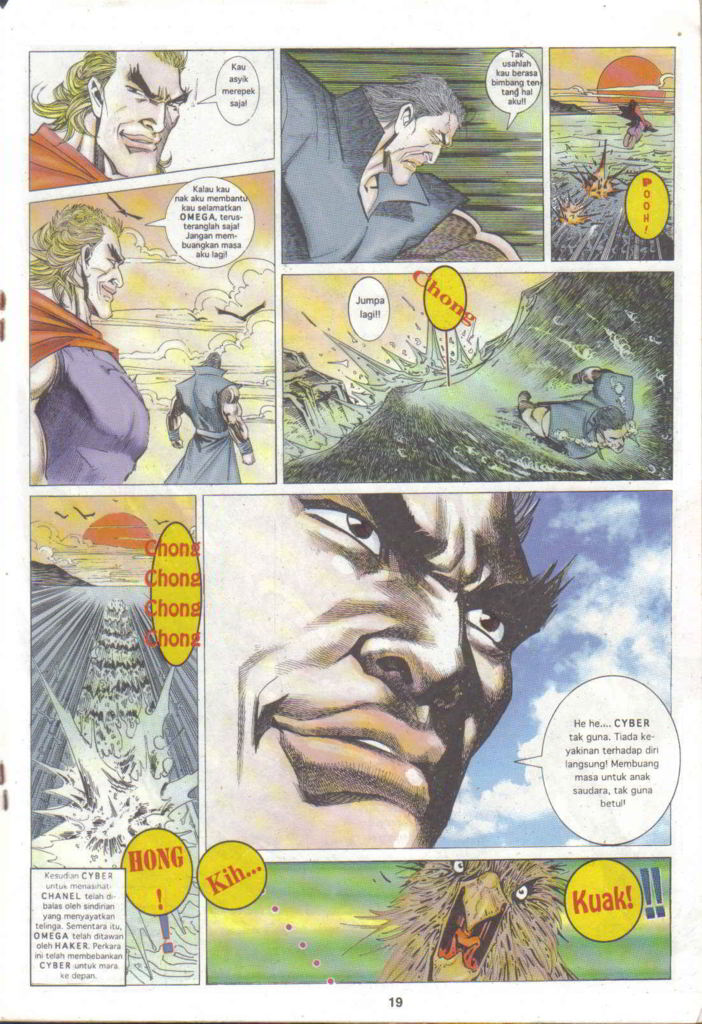 Kau
asyik
merepek
saja!
Tak
usahlah
kau berasa
bimbang ten
tang hal
aku!!
POOH!
Kalau kau
nak aku membantu
kau selamatkan
OMEGA, terus-
teranglah saja!
Jangan mem-
buangkan masa
aku lagi!
Jumpa
lagi!!
Chong
Chong
Chong
Chong
Chong
He he.... CYBER
tak guna. Tiada ke-
yakinan terhadap diri
langsung! Membuang
masa untuk anak
saudara, tak guna
betul!
HONG
!
!
Kesudian CYBER
untuk menasihat
CHANEL telah di-
balas oleh sindirian
yang menyayatkan
telinga. Sementara itu,
OMEGA telah ditawan
oleh HAKER. Perkara
ini telah membebankan
CYBER untuk mara
ke depan.
Kih...
Kuak!
!!
19